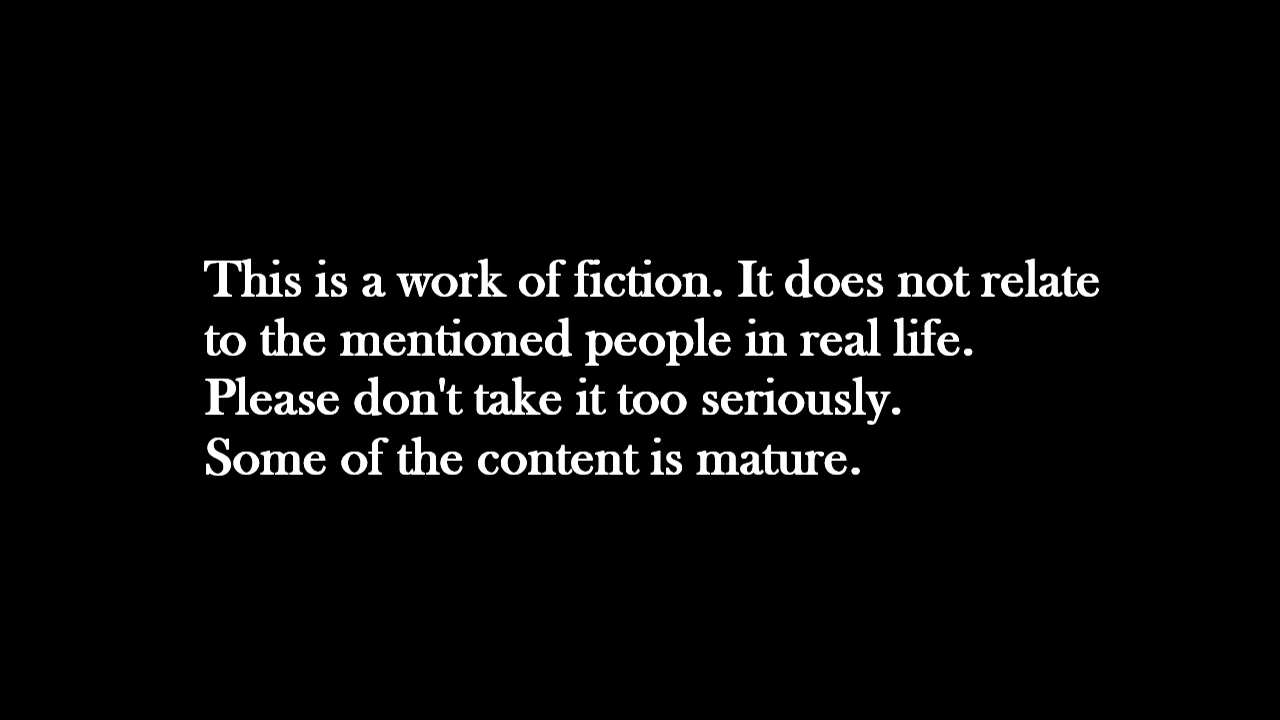 This is a work of fiction. It does not relate
to the mentioned people in real life.
Please don't take it too seriously.
Some of the content is mature.